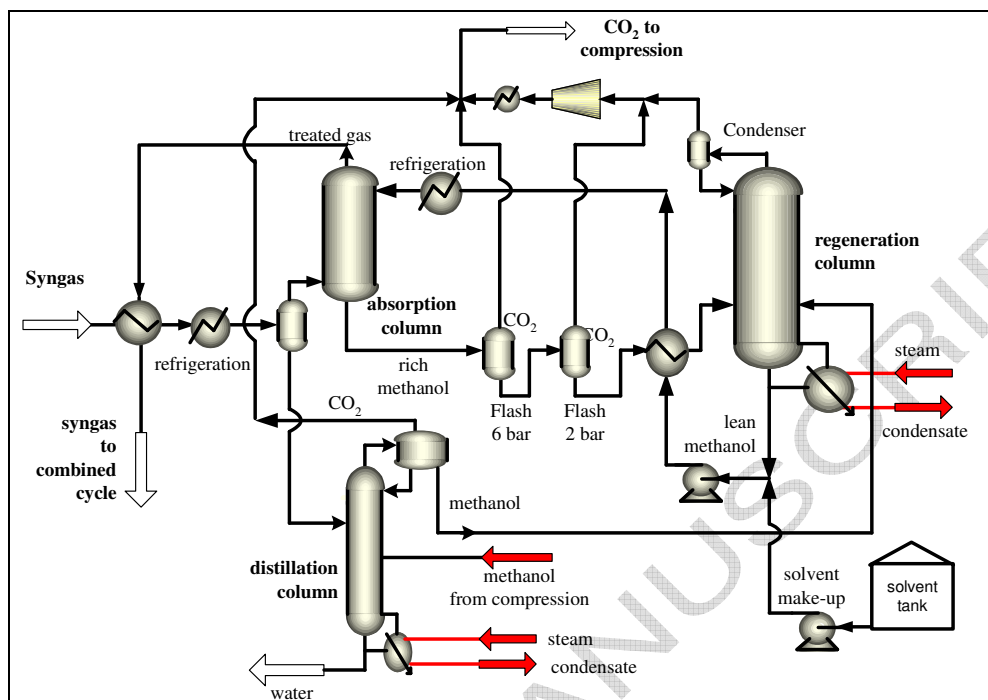 CO2 to
compression
treated gas
Condenser
refrigeration
regeneration
column
Syngas
absorption
column
CO2
CO2
refrigeration
rich
methanol
steam
Flash
6 bar
Flash
2 bar
lean
methanol
condensate
CO2
syngas
to
combined
cycle
methanol
distillation
column
methanol
from compression
solvent
make-up
solvent
tank
steam
condensate
water
ANUSCRIP